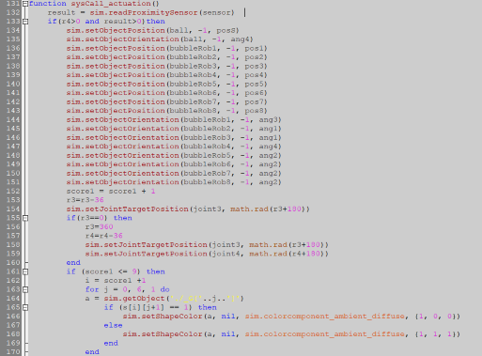 131 function sysCall_actuation()
132 result = sim.readProximitySensor(sensor)
133 if(r4>0 and result>0)then
134 sim.setObjectPosition(ball, -1, pos8)
135 sim.setObjectOrientation(ball, -1, ang4)
136 sim.setObjectPosition(bubbleRob1, -1, pos1)
137 sim.setObjectPosition(bubbleRob2, -1, pos2)
138 sim.setObjectPosition(bubbleRob3, -1, pos3)
139 sim.setObjectPosition(bubbleRob4, -1, pos4)
140 sim.setObjectPosition(bubbleRob5, -1, pos5)
141 sim.setObjectPosition(bubbleRob6, -1, pos6)
142 sim.setObjectPosition(bubbleRob7, -1, pos7)
143 sim.setObjectPosition(bubbleRob8, -1, pos8)
144 sim.setObjectOrientation(bubbleRob1, -1, ang3)
145 sim.setObjectOrientation(bubbleRob2, -1, ang1)
146 sim.setObjectOrientation(bubbleRob3, -1, ang1)
147 sim.setObjectOrientation(bubbleRob4, -1, ang4)
148 sim.setObjectOrientation(bubbleRob5, -1, ang2)
149 sim.setObjectOrientation(bubbleRob6, -1, ang2)
150 sim.setObjectOrientation(bubbleRob7, -1, ang2)
151 sim.setObjectOrientation(bubbleRob8, -1, ang2)
152 score1 = score1 + 1
153 r3=r3-36
154 sim.setJointTargetPosition(joint3, math.rad(r3+180))
155 if(r3==0) then
156 r3=360
157 r4=r4-36
158 sim.setJointTargetPosition(joint3, math.rad(r3+180))
159 sim.setJointTargetPosition(joint4, math.rad(r4+180))
160 end
161 if (score1 <= 9) then
162 i = score1 +1
163 for j = 0, 6, 1 do
164 a = sim.getObject( ..j.. )
165 if (s[i][j+1] == 1) then
166 sim.setShapeColor(a, nil, sim.colorcomponent_ambient_diffuse, {1, 0, 0})
167 else
168 sim.setShapeColor(a, nil, sim.colorcomponent_ambient_diffuse, {1, 1, 1})
169 end
170 end